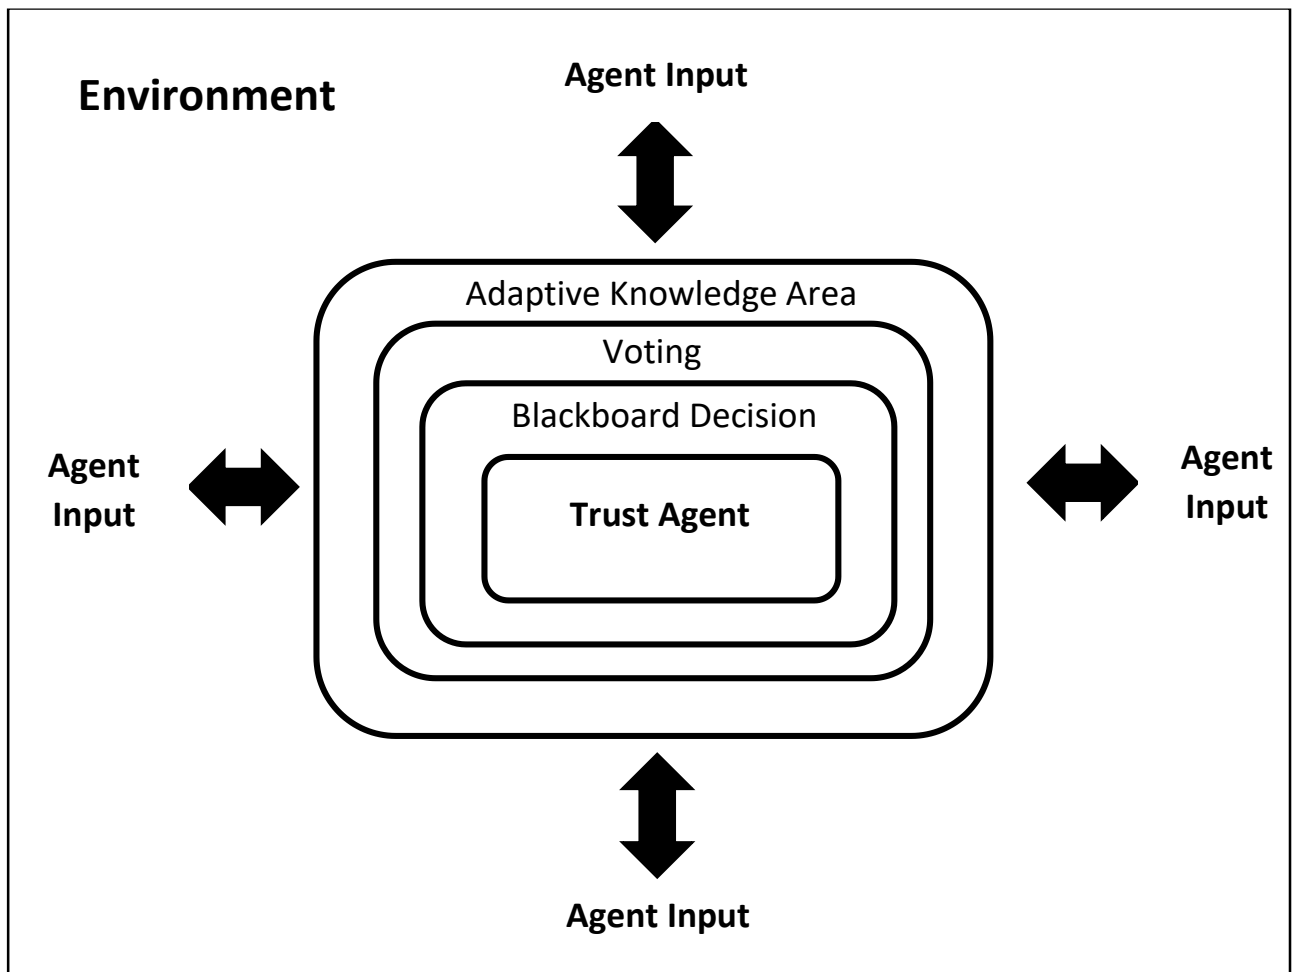 Environment
Agent Input
Adaptive Knowledge Area
Voting
Blackboard Decision
Trust Agent
Agent
Input
Agent
Input
Agent Input